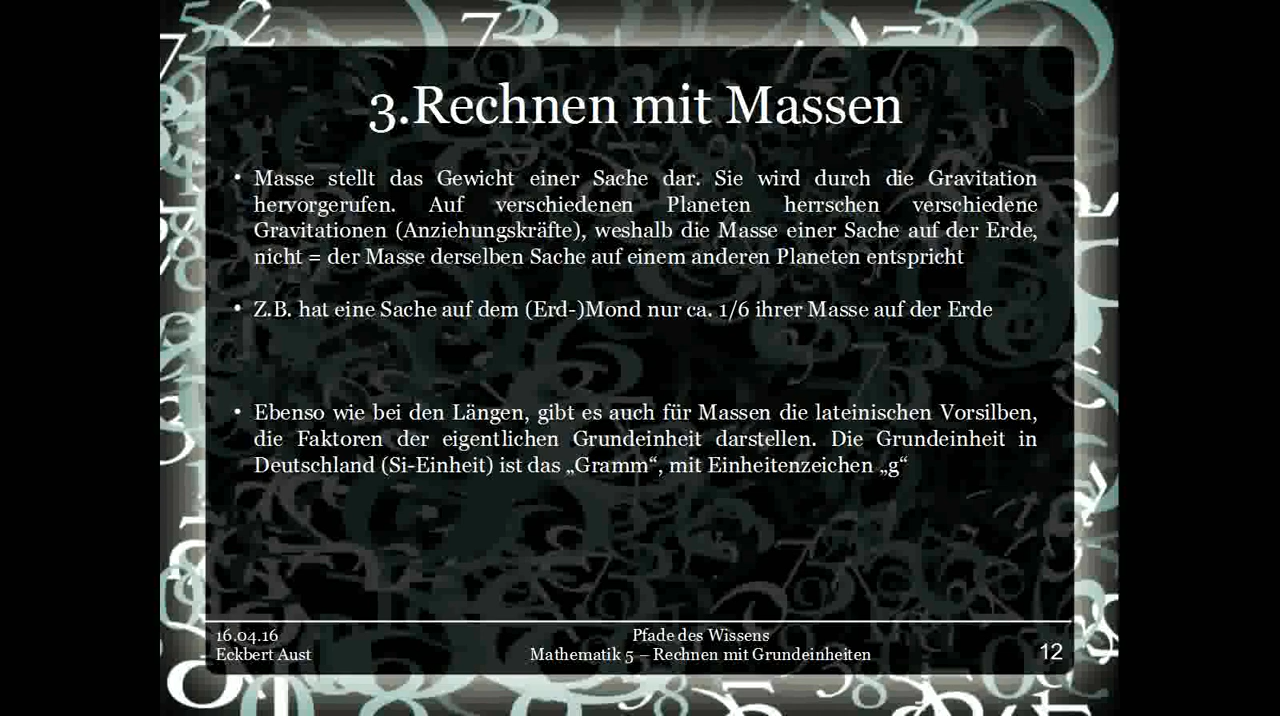 3.Rechnen mit Massen
• Masse stellt das Gewicht einer Sache dar. Sie wird durch die Gravitation
hervorgerufen. Auf verschiedenen Planeten herrschen verschiedene
Gravitationen (Anziehungskräfte), weshalb die Masse einer Sache auf der Erde,
nicht = der Masse derselben Sache auf einem anderen Planeten entspricht
• Z.B. hat eine Sache auf dem (Erd-)Mond nur ca. 1/6 ihrer Masse auf der Erde
• Ebenso wie bei den Längen, gibt es auch für Massen die lateinischen Vorsilben,
die Faktoren der eigentlichen Grundeinheit darstellen. Die Grundeinheit in
Deutschland (Si-Einheit) ist das „Gramm“, mit Einheitenzeichen „g“
16.04.16
Eckbert Aust
Pfade des Wissens
Mathematik 5 – Rechnen mit Grundeinheiten
12